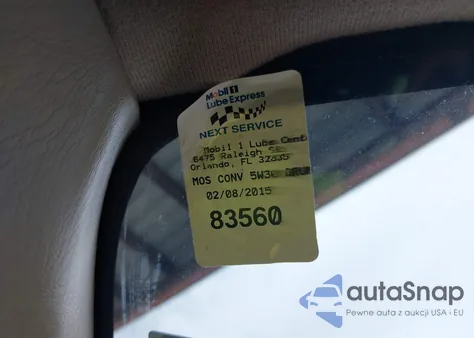 Mobil 1
Lube Express
NEXT SERVICE
Mobil 1 Lube Cent
6475 Raleigh
Orlando, FL 32835
MOS CONV 5W30
02/08/2015
83560
autaSnap
Pewne auta z aukcji USA i EU